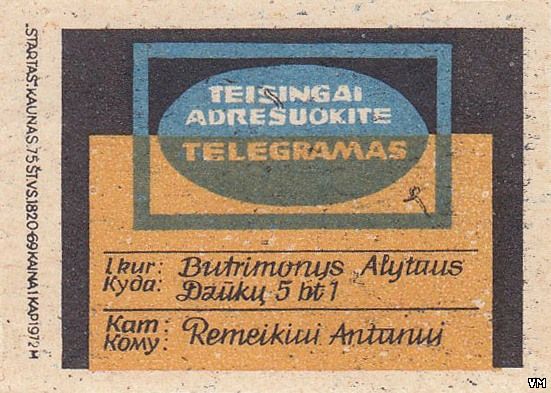 „STARTAS“. KAUNAS. 75 ŠT. VS. 1820-69 KAINA 1 KAP. 1972 M
TEISINGAI
ADRESUOKITE
TELEGRAMAS
Į kur: Butrimonys Alytaus
Куда: Dzūkų 5 bt 1
Kam: Remeikiui Antanui
Кому:
VM